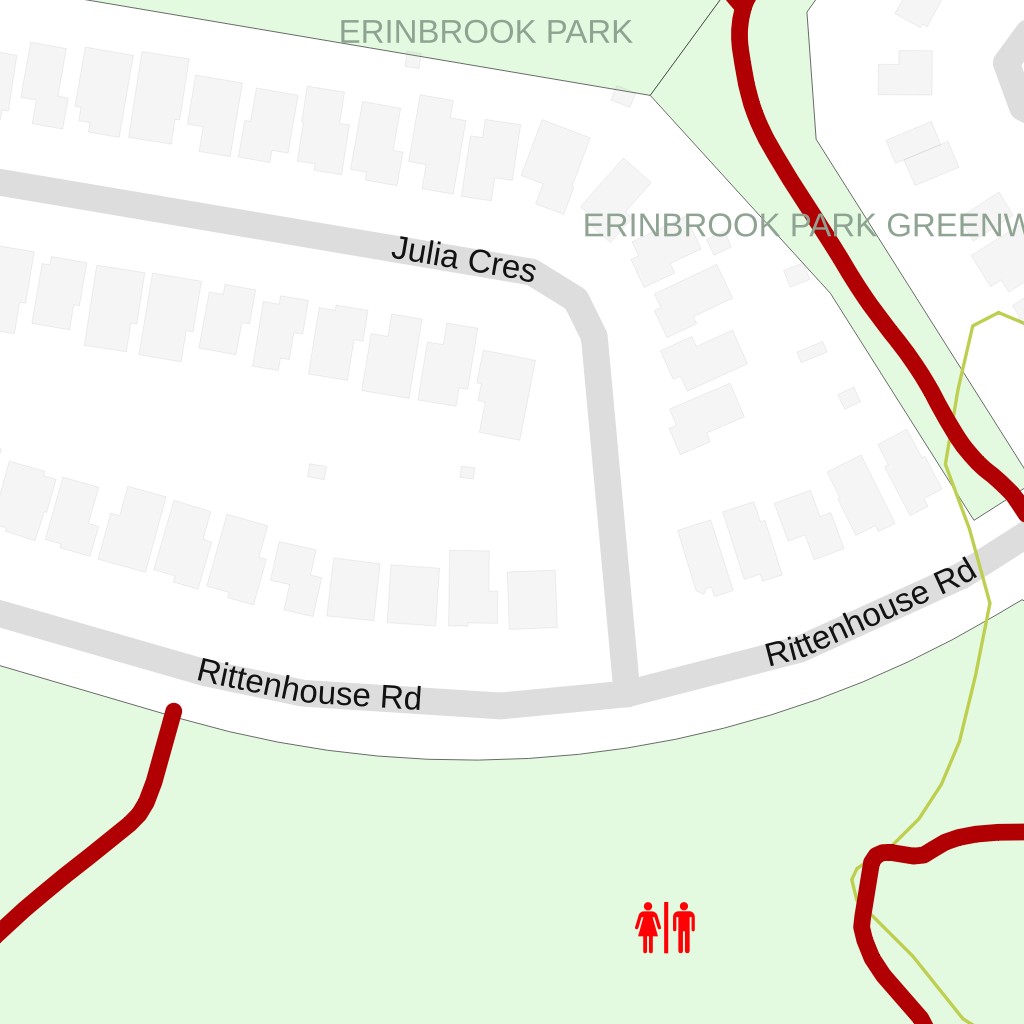 ERINBROOK PARK
ERINBROOK PARK GREENW
Julia Cres
Rittenhouse Rd
Rittenhouse Rd